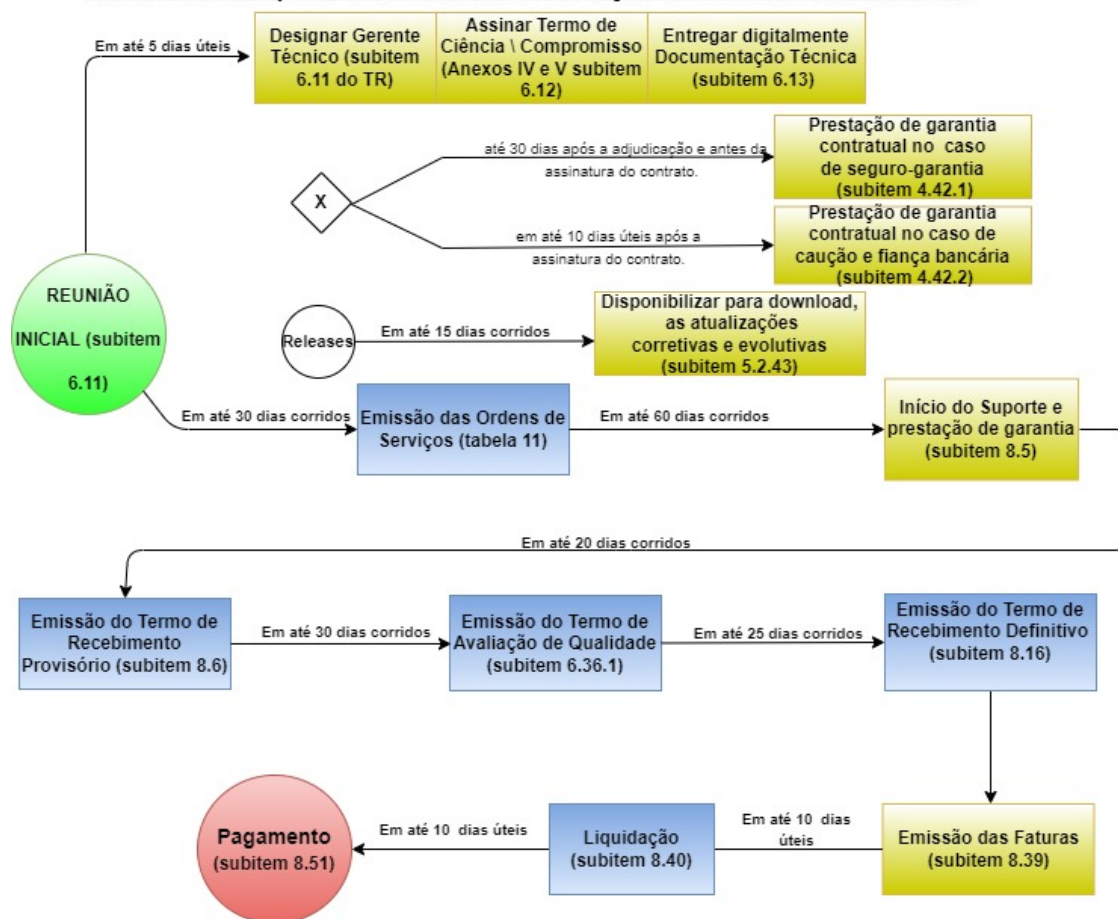 Em até 5 dias úteis
Designar Gerente
Técnico (subitem
6.11 do TR)
Assinar Termo de
Ciência \ Compromisso
(Anexos IV e V subitem
6.12)
Entregar digitalmente
Documentação Técnica
(subitem 6.13)
até 30 dias após a adjudicação e antes da
assinatura do contrato.
Prestação de garantia
contratual no caso
de seguro-garantia
(subitem 4.42.1)
X
em até 10 dias úteis após a
assinatura do contrato.
Prestação de garantia
contratual no caso de
caução e fiança bancária
(subitem 4.42.2)
REUNIÃO
INICIAL (subitem
6.11)
Releases
Em até 15 dias corridos
Disponibilizar para download,
as atualizações
corretivas e evolutivas
(subitem 5.2.43)
Em até 30 dias corridos
Emissão das Ordens de
Serviços (tabela 11)
Em até 60 dias corridos
Início do Suporte e
prestação de garantia
(subitem 8.5)
Em até 20 dias corridos
Emissão do Termo de
Recebimento
Provisório (subitem 8.6)
Em até 30 dias corridos
Emissão do Termo de
Avaliação de Qualidade
(subitem 6.36.1)
Em até 25 dias corridos
Emissão do Termo de
Recebimento Definitivo
(subitem 8.16)
Pagamento
(subitem 8.51)
Em até 10 dias úteis
Liquidação
(subitem 8.40)
Em até 10 dias
úteis
Emissão das Faturas
(subitem 8.39)